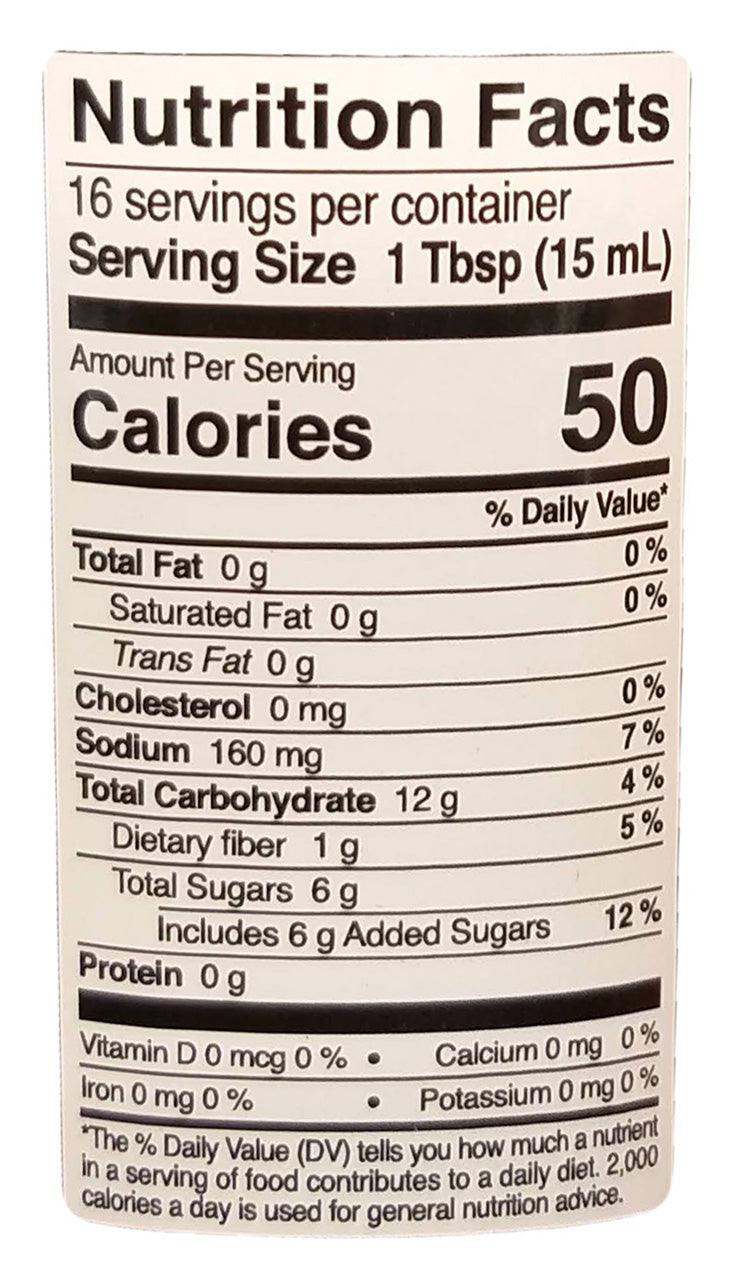 Nutrition Facts
16 servings per container
Serving Size 1 Tbsp (15 mL)
Amount Per Serving
Calories 50
% Daily Value*
Total Fat 0 g 0 %
Saturated Fat 0 g 0 %
Trans Fat 0 g
Cholesterol 0 mg 0 %
Sodium 160 mg 7 %
Total Carbohydrate 12 g 4 %
Dietary fiber 1 g 5 %
Total Sugars 6 g
Includes 6 g Added Sugars 12 %
Protein 0 g
Vitamin D 0 mcg 0 % • Calcium 0 mg 0 %
Iron 0 mg 0 % • Potassium 0 mg 0 %
*The % Daily Value (DV) tells you how much a nutrient
in a serving of food contributes to a daily diet. 2,000
calories a day is used for general nutrition advice.